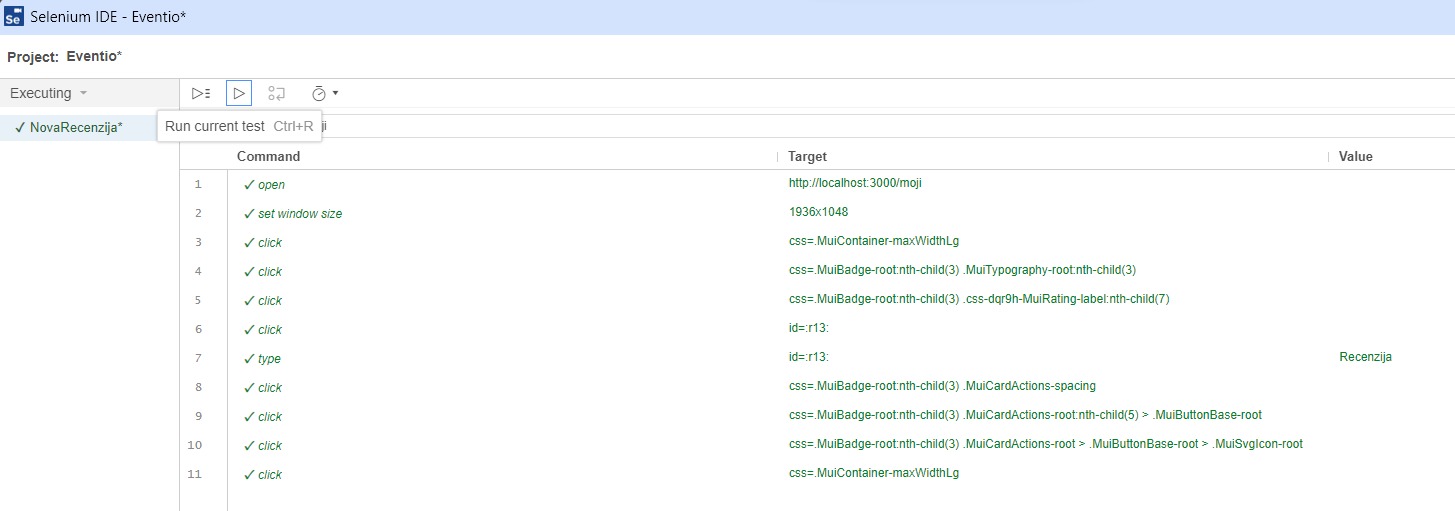 Se Selenium IDE - Eventio*
Project: Eventio*
Executing
✓ NovaRecenzija*
Run current test Ctrl+R ji
Command Target Value
1 ✓ open http://localhost:3000/moji
2 ✓ set window size 1936x1048
3 ✓ click css=.MuiContainer-maxWidthLg
4 ✓ click css=.MuiBadge-root:nth-child(3) .MuiTypography-root:nth-child(3)
5 ✓ click css=.MuiBadge-root:nth-child(3) .css-dqr9h-MuiRating-label:nth-child(7)
6 ✓ click id=:r13:
7 ✓ type id=:r13: Recenzija
8 ✓ click css=.MuiBadge-root:nth-child(3) .MuiCardActions-spacing
9 ✓ click css=.MuiBadge-root:nth-child(3) .MuiCardActions-root:nth-child(5) > .MuiButtonBase-root
10 ✓ click css=.MuiBadge-root:nth-child(3) .MuiCardActions-root > .MuiButtonBase-root > .MuiSvgIcon-root
11 ✓ click css=.MuiContainer-maxWidthLg